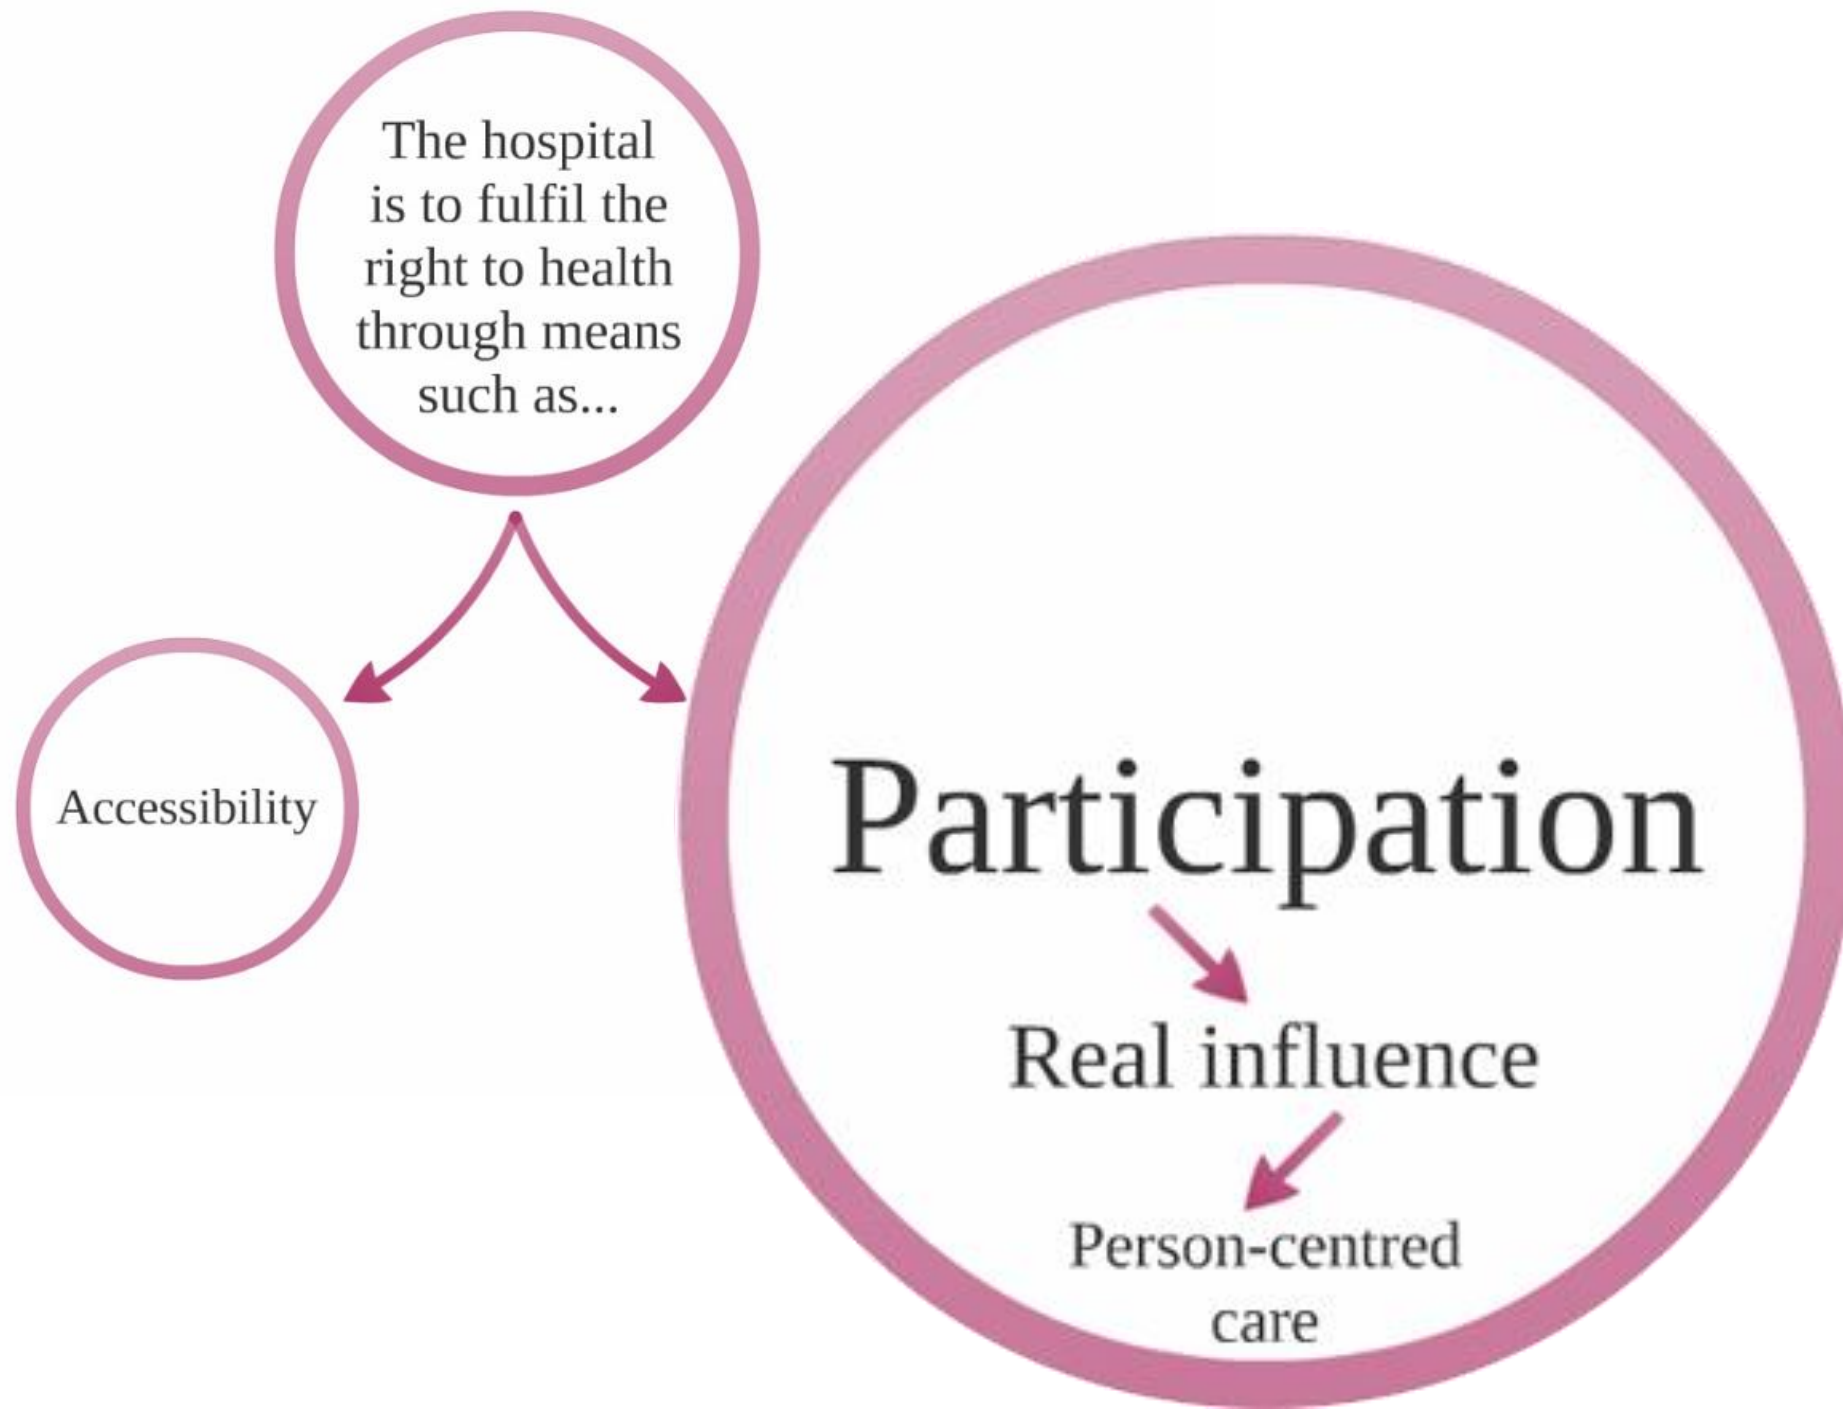 The hospital
is to fulfil the
right to health
through means
such as...
Accessibility
Participation
Real influence
Person-centred
care